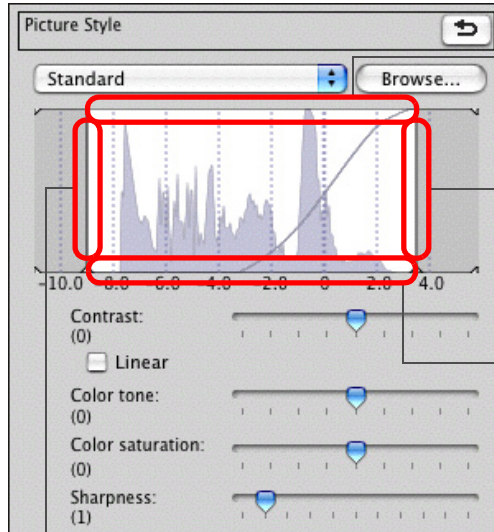 Picture Style
Standard Browse...
-10.0 -8.0 -6.0 -4.0 -2.0 0 2.0 4.0
Contrast:
(0)
Linear
Color tone:
(0)
Color saturation:
(0)
Sharpness:
(1)